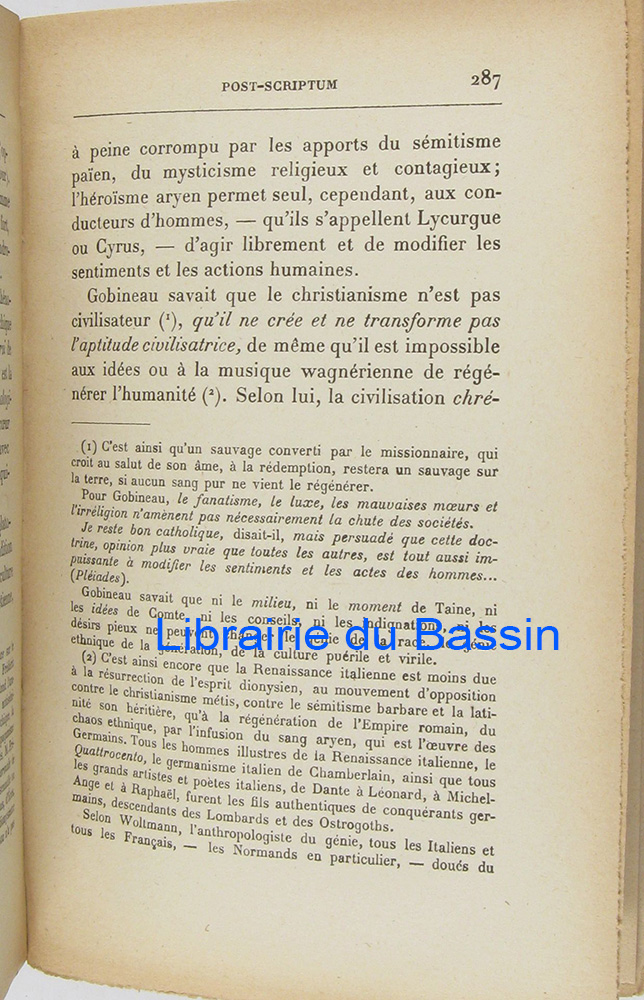 POST-SCRIPTUM 287
à peine corrompu par les apports du sémitisme
païen, du mysticisme religieux et contagieux;
l'héroïsme aryen permet seul, cependant, aux con-
ducteurs d'hommes, — qu'ils s'appellent Lycurgue
ou Cyrus, — d'agir librement et de modifier les
sentiments et les actions humaines.
Gobineau savait que le christianisme n'est pas
civilisateur (¹), qu'il ne crée et ne transforme pas
l'aptitude civilisatrice, de même qu'il est impossible
aux idées ou à la musique wagnérienne de régé-
nérer l'humanité (²). Selon lui, la civilisation chré-
(1) C'est ainsi qu'un sauvage converti par le missionnaire, qui
croit au salut de son âme, à la rédemption, restera un sauvage sur
la terre, si aucun sang pur ne vient le régénérer.
Pour Gobineau, le fanatisme, le luxe, les mauvaises mœurs et
l'irréligion n'amènent pas nécessairement la chute des sociétés.
Je reste bon catholique, disait-il, mais persuadé que cette doc-
trine, opinion plus vraie que toutes les autres, est tout aussi im-
puissante à modifier les sentiments et les actes des hommes...
(Pléiades).
Gobineau savait que ni le milieu, ni le moment de Taine, ni
les idées de Comte, ni les conseils, ni les indignations, ni les
désirs pieux ne peuvent changer le génie de la race, le génie
ethnique de la génération, de la culture puérile et virile.
Librairie du Bassin
(2) C'est ainsi encore que la Renaissance italienne est moins due
à la résurrection de l'esprit dionysien, au mouvement d'opposition
contre le christianisme métis, contre le sémitisme barbare et la lati-
nité son héritière, qu'à la régénération de l'Empire romain, du
chaos ethnique, par l'infusion du sang aryen, qui est l'œuvre des
Germains. Tous les hommes illustres de la Renaissance italienne, le
Quattrocento, le germanisme italien de Chamberlain, ainsi que tous
les grands artistes et poètes italiens, de Dante à Léonard, à Michel-
Ange et à Raphaël, furent les fils authentiques de conquérants ger-
mains, descendants des Lombards et des Ostrogoths.
Selon Woltmann, l'anthropologiste du génie, tous les Italiens et
tous les Français, — les Normands en particulier, — doués du